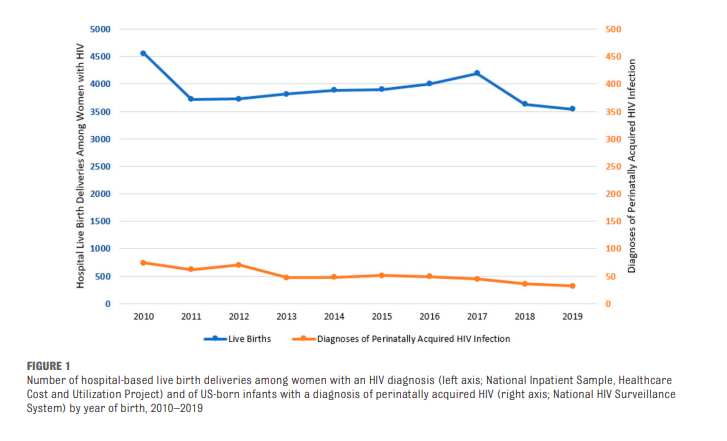 Hospital Live Birth Deliveries Among Women with HIV
5000
4500
4000
3500
3000
2500
2000
1500
1000
500
0
500
450
400
350
300
250
200
150
100
50
0
Diagnoses of Perinatally Acquired HIV Infection
2010 2011 2012 2013 2014 2015 2016 2017 2018 2019
Live Births Diagnoses of Perinatally Acquired HIV Infection
FIGURE 1
Number of hospital-based live birth deliveries among women with an HIV diagnosis (left axis; National Inpatient Sample, Healthcare
Cost and Utilization Project) and of US-born infants with a diagnosis of perinatally acquired HIV (right axis; National HIV Surveillance
System) by year of birth, 2010–2019